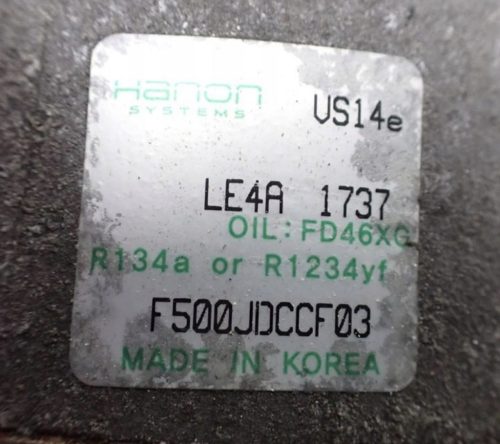 Hanon
SYSTEMS
VS14e
LE4A 1737
OIL: FD46XG
R134a or R1234yf
F500JDCCF03
MADE IN KOREA